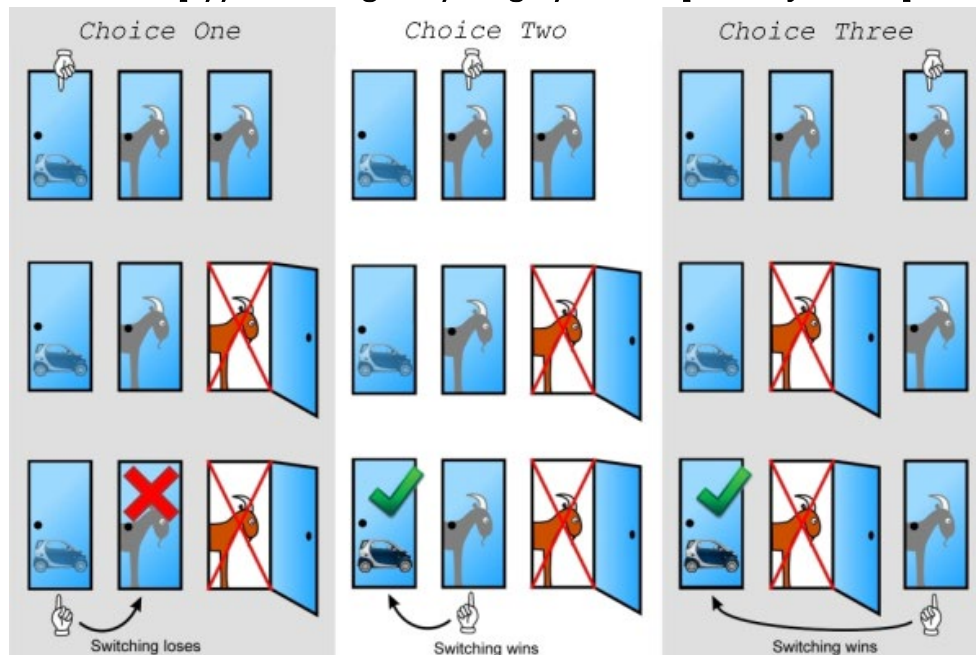 Choice One
Choice Two
Choice Three
Switching loses
Switching wins
Switching wins